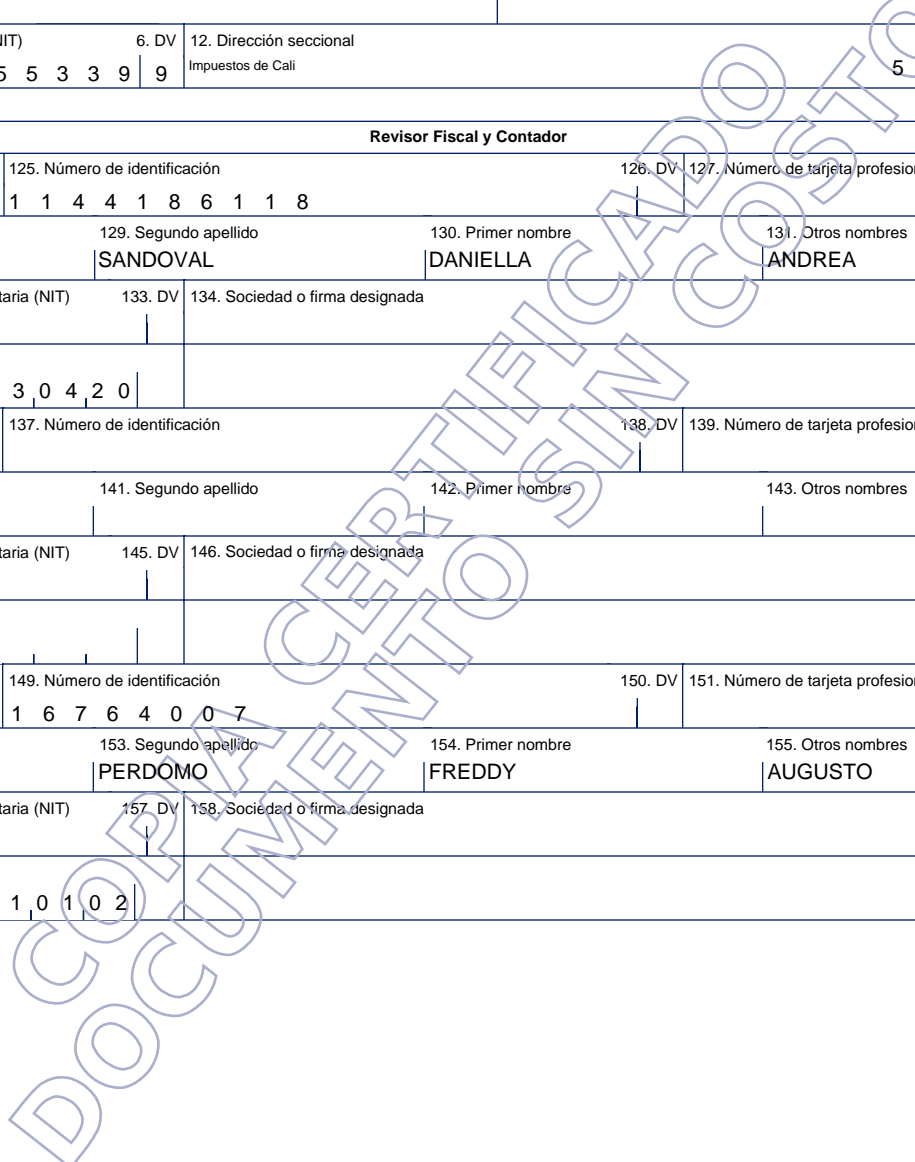 NIT) 6. DV 12. Dirección seccional
5 5 3 3 9 9 Impuestos de Cali 5
Revisor Fiscal y Contador
125. Número de identificación 126. DV 127. Número de tarjeta profesion
1 1 4 4 1 8 6 1 1 8
129. Segundo apellido 130. Primer nombre 131. Otros nombres
SANDOVAL DANIELLA ANDREA
taria (NIT) 133. DV 134. Sociedad o firma designada
3 0 4 2 0
137. Número de identificación 138. DV 139. Número de tarjeta profesion
141. Segundo apellido 142. Primer nombre 143. Otros nombres
taria (NIT) 145. DV 146. Sociedad o firma designada
149. Número de identificación 150. DV 151. Número de tarjeta profesion
1 6 7 6 4 0 0 7
153. Segundo apellido 154. Primer nombre 155. Otros nombres
PERDOMO FREDDY AUGUSTO
taria (NIT) 157. DV 158. Sociedad o firma designada
1 0 1 0 2
COPIA CERTIFICADO
DOCUMENTO SIN COSTO